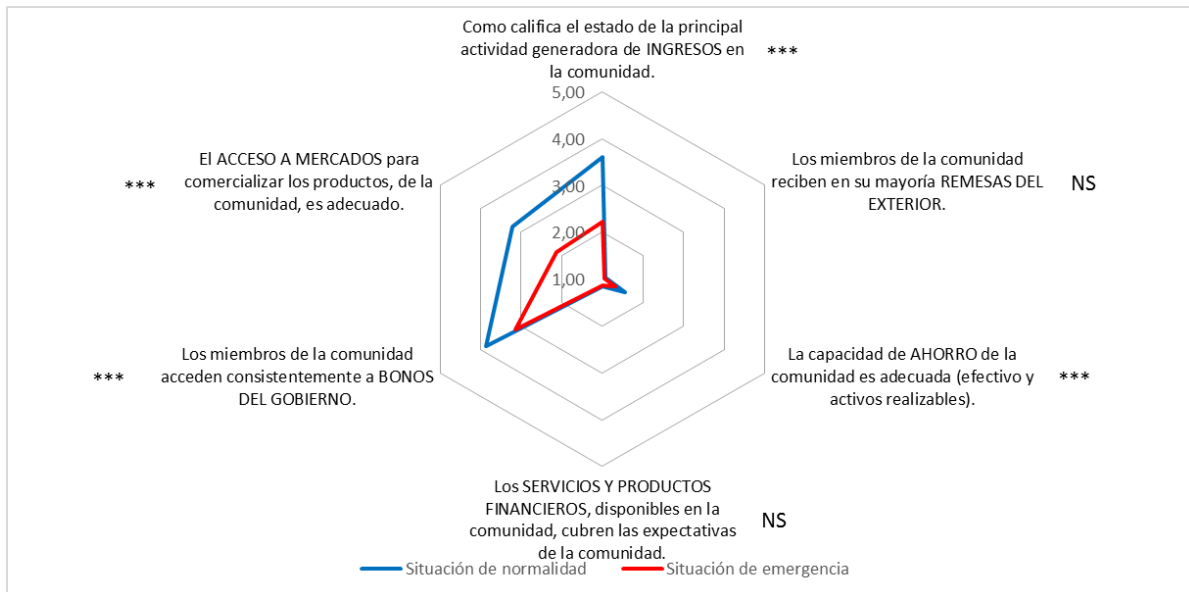 Como califica el estado de la principal
actividad generadora de INGRESOS en
la comunidad.
***
5,00
4,00
3,00
2,00
1,00
Los miembros de la comunidad
reciben en su mayoría REMESAS DEL
EXTERIOR.
NS
La capacidad de AHORRO de la
comunidad es adecuada (efectivo y
activos realizables).
***
Los SERVICIOS Y PRODUCTOS
FINANCIEROS, disponibles en la
comunidad, cubren las expectativas
de la comunidad.
NS
Los miembros de la comunidad
acceden consistentemente a BONOS
DEL GOBIERNO.
***
El ACCESO A MERCADOS para
comercializar los productos, de la
comunidad, es adecuado.
***
Situación de normalidad
Situación de emergencia